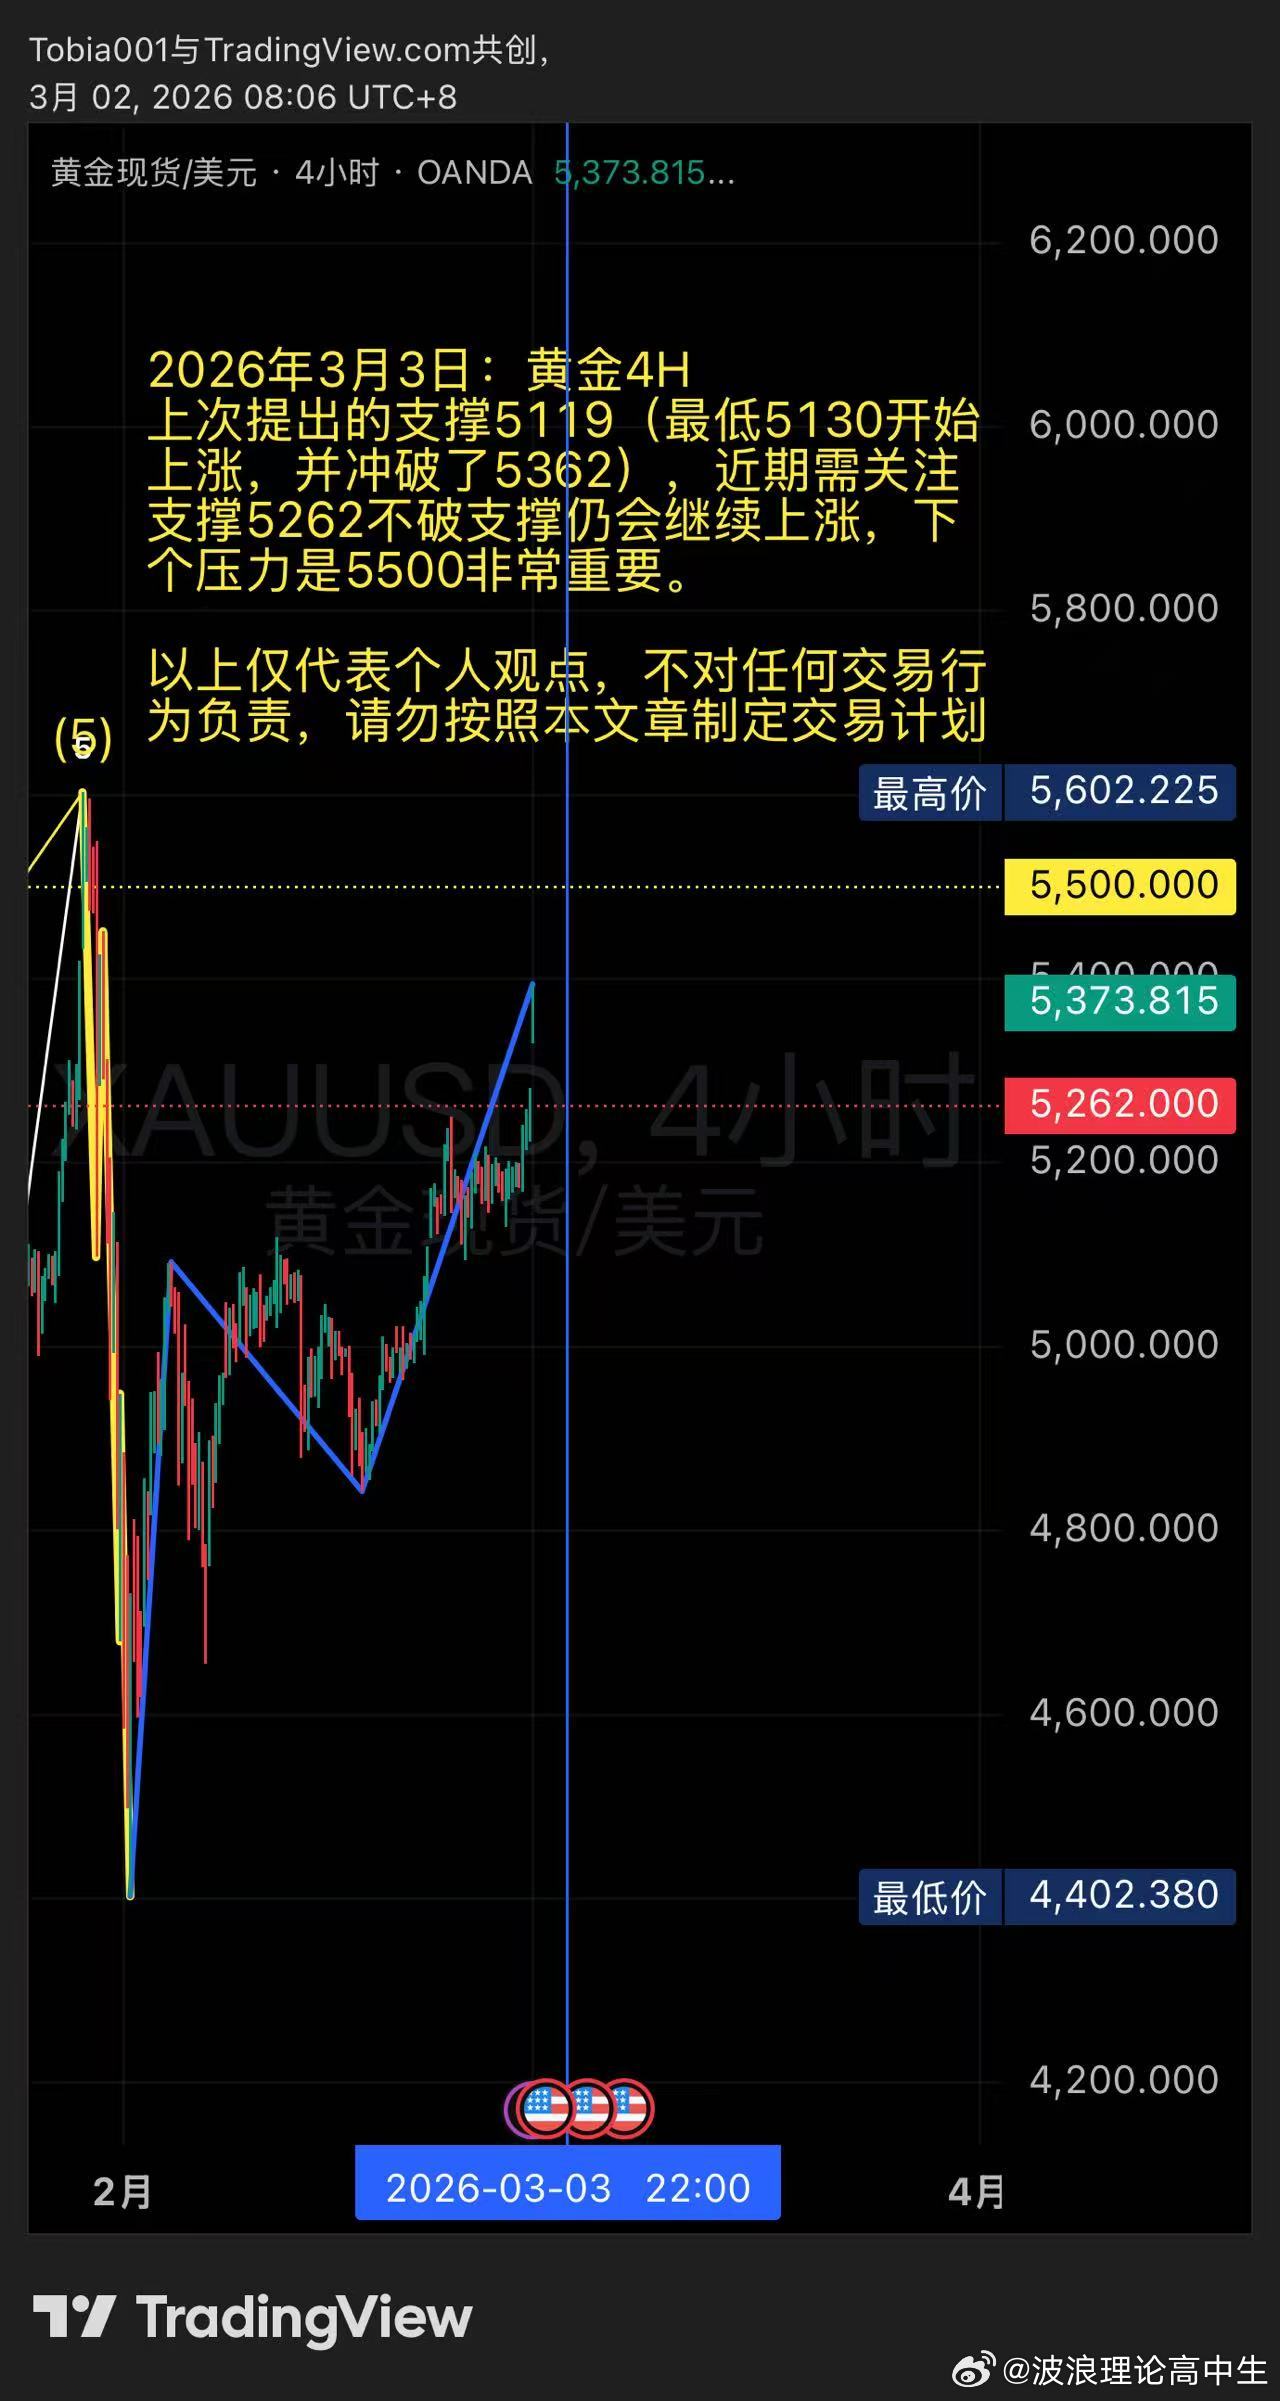 Tobia001与TradingView.com共创,
3月 02, 2026 08:06 UTC+8
黄金现货/美元 · 4小时 · OANDA 5,373.815...
6,200.000
2026年3月3日：黄金4H
上次提出的支撑5119（最低5130开始
上涨，并冲破了5362），近期需关注
支撑5262不破支撑仍会继续上涨，下
个压力是5500非常重要。
6,000.000
5,800.000
以上仅代表个人观点，不对任何交易行
为负责，请勿按照本文章制定交易计划
(5)
5
最高价 5,602.225
5,500.000
5,400.000
5,373.815
5,262.000
XAUUSD, 4小时
黄金现货/美元
5,200.000
5,000.000
4,800.000
4,600.000
最低价 4,402.380
4,200.000
2月 2026-03-03 22:00 4月
TradingView
@波浪理论高中生